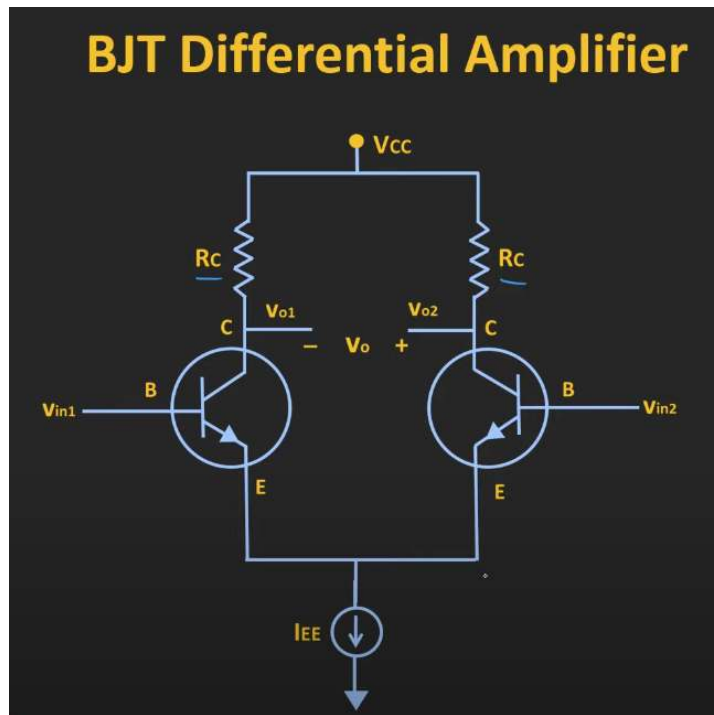 BJT Differential Amplifier
VCC
RC RC
vo1 vo2
C − vo + C
B B
vin1 vin2
E E
IEE